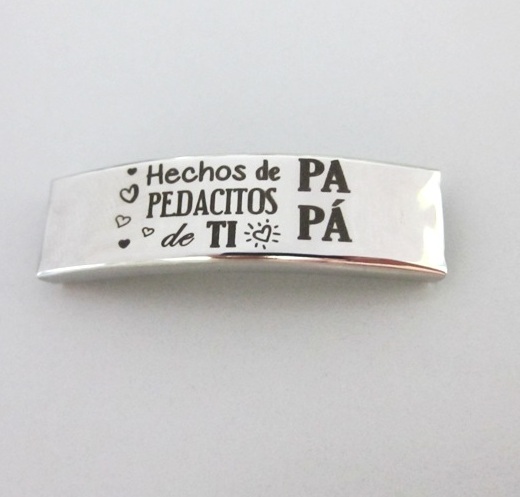 Hechos de
PEDACITOS
de TI
PA
PÁ